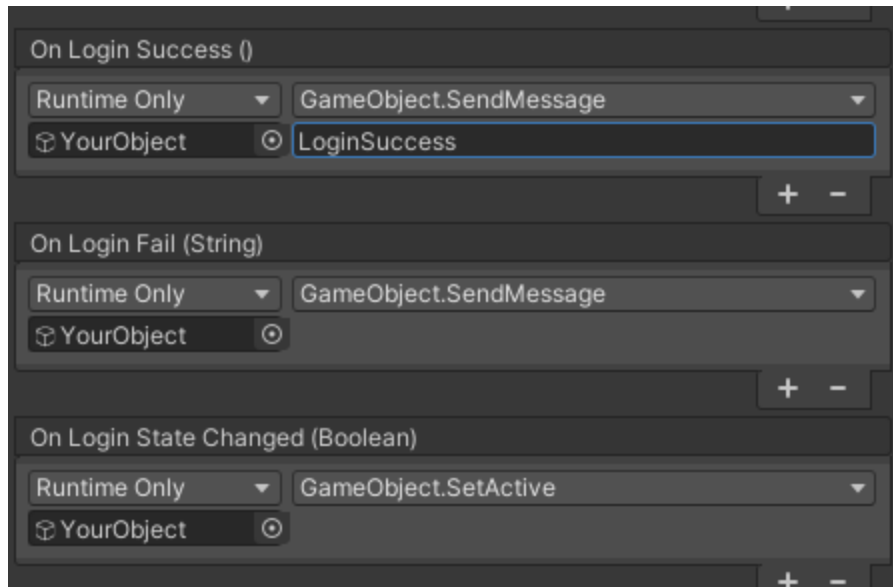 On Login Success ()
Runtime Only GameObject.SendMessage
YourObject LoginSuccess
+ -
On Login Fail (String)
Runtime Only GameObject.SendMessage
YourObject
+ -
On Login State Changed (Boolean)
Runtime Only GameObject.SetActive
YourObject
+ -